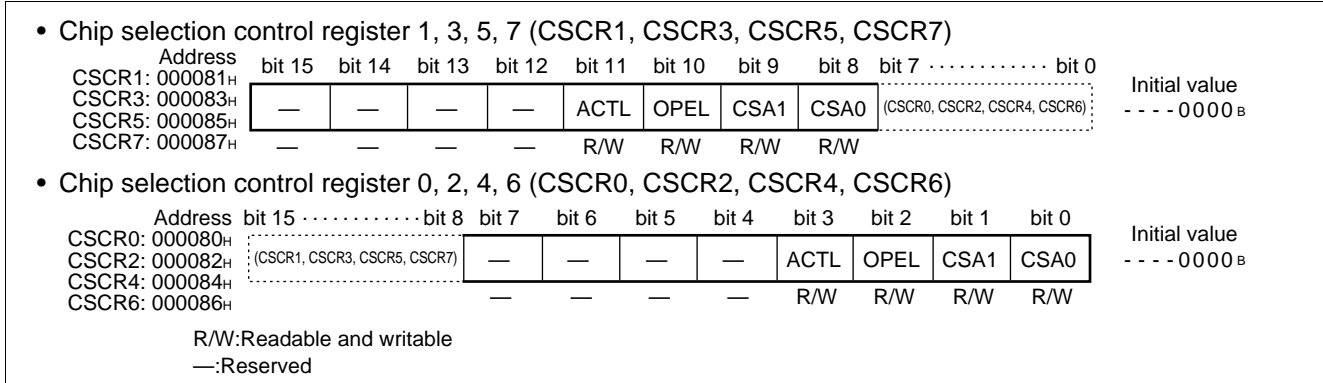 • Chip selection control register 1, 3, 5, 7 (CSCR1, CSCR3, CSCR5, CSCR7)
Address bit 15 bit 14 bit 13 bit 12 bit 11 bit 10 bit 9 bit 8 bit 7 ············ bit 0
Initial value
CSCR1: 000081H
CSCR3: 000083H
CSCR5: 000085H
CSCR7: 000087H
— — — — ACTL OPEL CSA1 CSA0 (CSCR0, CSCR2, CSCR4, CSCR6)
- - - - 0000 B
— — — — R/W R/W R/W R/W
• Chip selection control register 0, 2, 4, 6 (CSCR0, CSCR2, CSCR4, CSCR6)
Address bit 15 ············ bit 8 bit 7 bit 6 bit 5 bit 4 bit 3 bit 2 bit 1 bit 0
Initial value
CSCR0: 000080H
CSCR2: 000082H
CSCR4: 000084H
CSCR6: 000086H
(CSCR1, CSCR3, CSCR5, CSCR7) — — — — ACTL OPEL CSA1 CSA0
- - - - 0000 B
— — — — R/W R/W R/W R/W
R/W:Readable and writable
—:Reserved